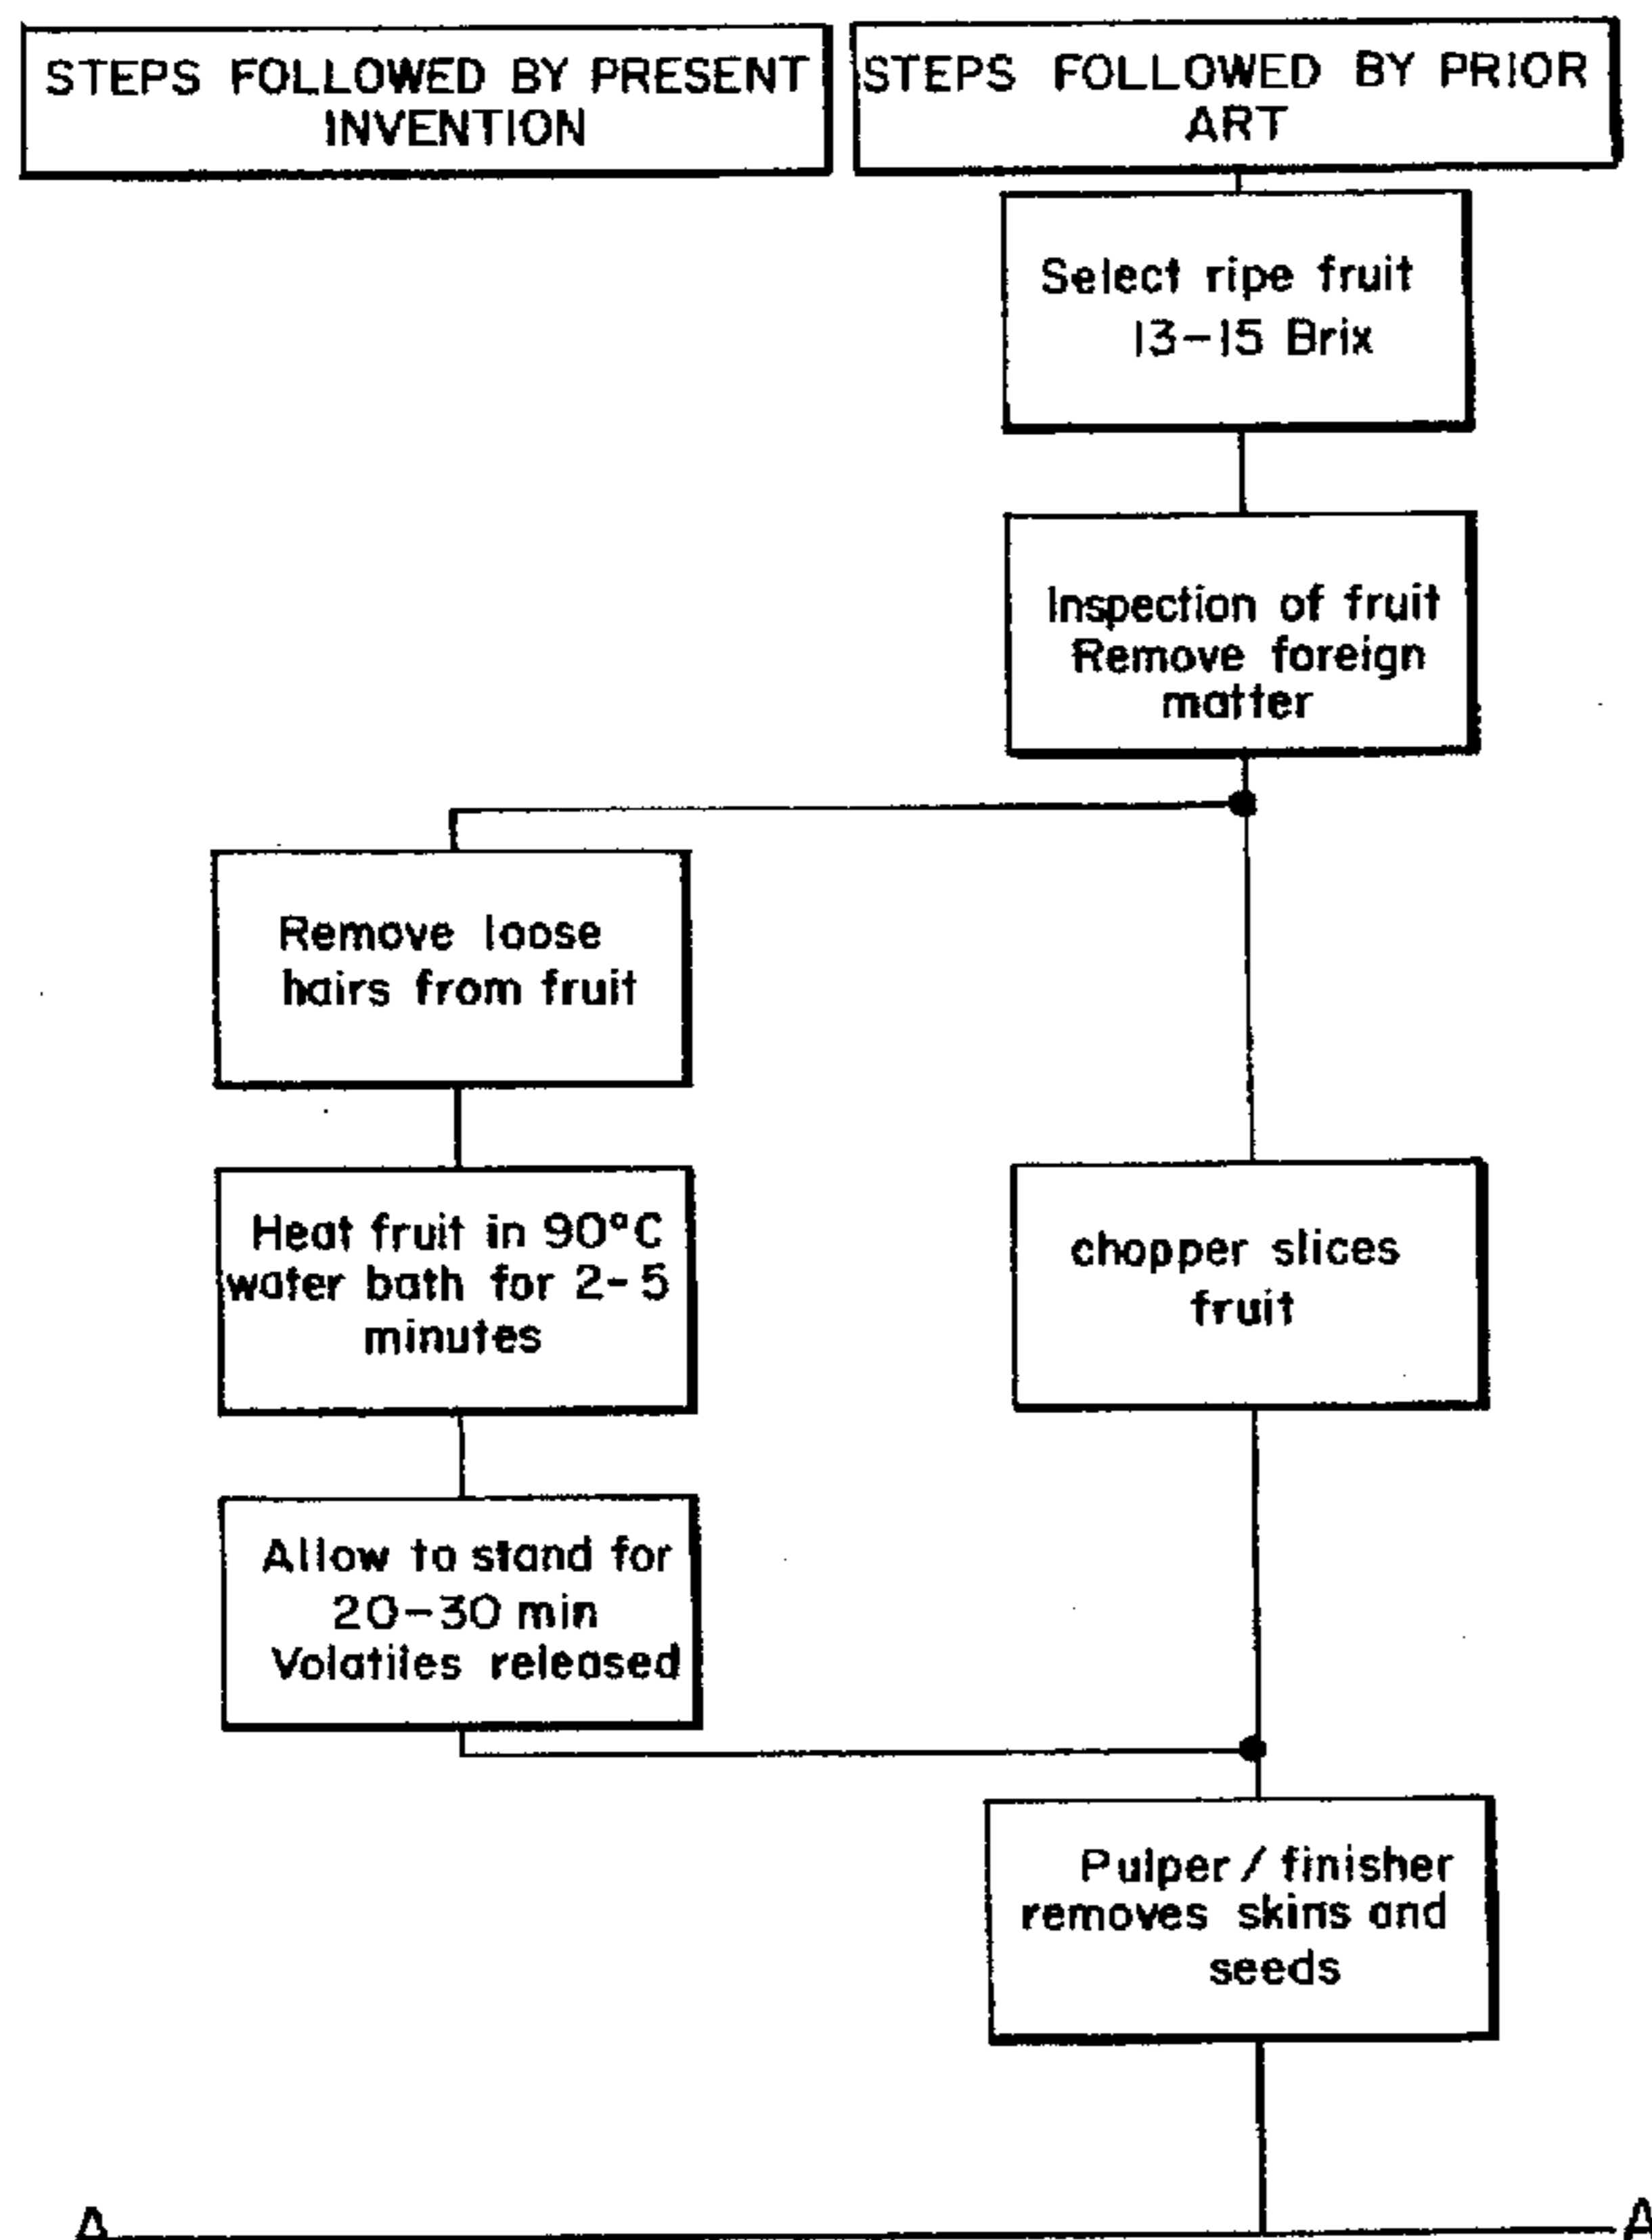 STEPS FOLLOWED BY PRESENT
INVENTION
STEPS FOLLOWED BY PRIOR
ART
Select ripe fruit
13-15 Brix
Inspection of fruit
Remove foreign
matter
Remove loose
hairs from fruit
Heat fruit in 90°C
water bath for 2-5
minutes
chopper slices
fruit
Allow to stand for
20-30 min
Volatiles released
Pulper / finisher
removes skins and
seeds
A
A